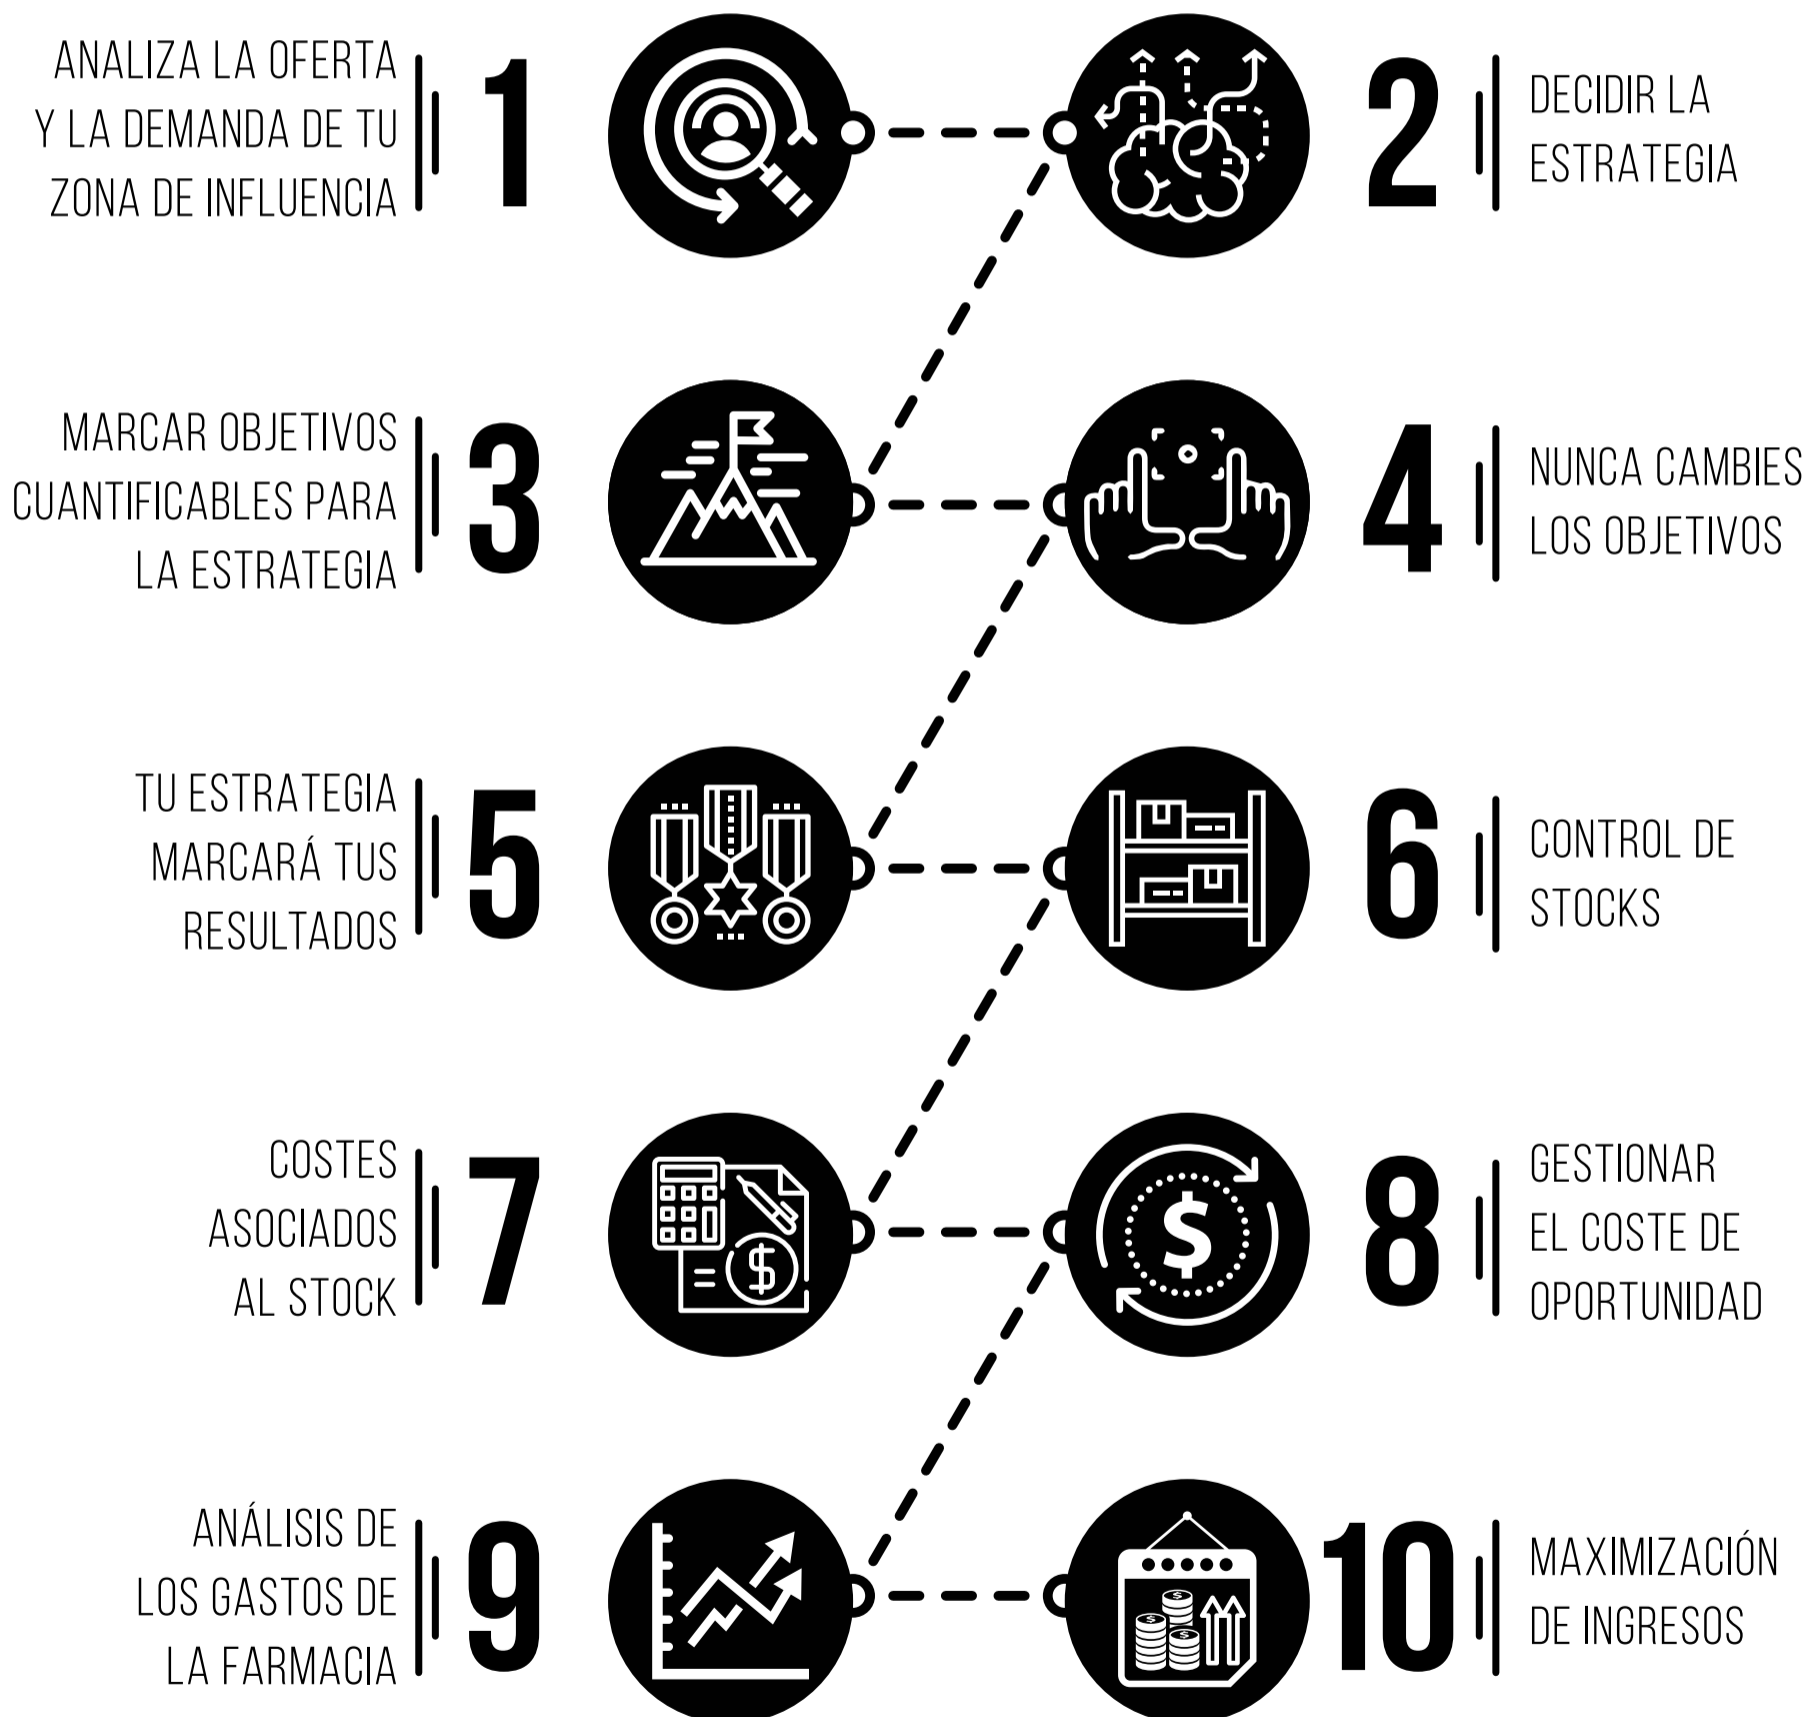 ANALIZA LA OFERTA
Y LA DEMANDA DE TU
ZONA DE INFLUENCIA
1
2
DECIDIR LA
ESTRATEGIA
MARCAR OBJETIVOS
CUANTIFICABLES PARA
LA ESTRATEGIA
3
4
NUNCA CAMBIES
LOS OBJETIVOS
TU ESTRATEGIA
MARCARÁ TUS
RESULTADOS
5
6
CONTROL DE
STOCKS
COSTES
ASOCIADOS
AL STOCK
7
$
$
8
GESTIONAR
EL COSTE DE
OPORTUNIDAD
ANÁLISIS DE
LOS GASTOS DE
LA FARMACIA
9
10
MAXIMIZACIÓN
DE INGRESOS